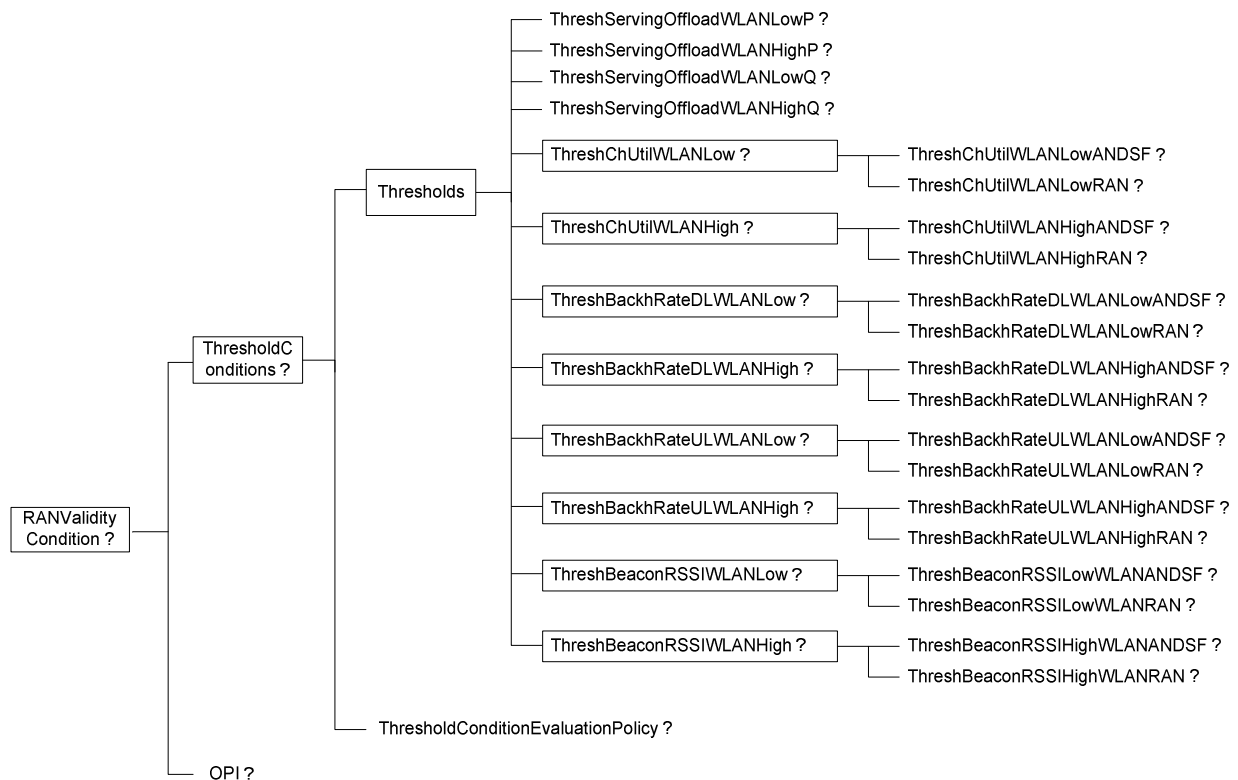 ThreshServingOffloadWLANLowP ?
ThreshServingOffloadWLANHighP ?
ThreshServingOffloadWLANLowQ ?
ThreshServingOffloadWLANHighQ ?
ThreshChUtilWLANLow ?
ThreshChUtilWLANLowANDSF ?
ThreshChUtilWLANLowRAN ?
Thresholds
ThreshChUtilWLANHigh ?
ThreshChUtilWLANHighANDSF ?
ThreshChUtilWLANHighRAN ?
ThreshBackhRateDLWLANLow ?
ThreshBackhRateDLWLANLowANDSF ?
ThreshBackhRateDLWLANLowRAN ?
ThresholdC
onditions ?
ThreshBackhRateDLWLANHigh ?
ThreshBackhRateDLWLANHighANDSF ?
ThreshBackhRateDLWLANHighRAN ?
ThreshBackhRateULWLANLow ?
ThreshBackhRateULWLANLowANDSF ?
ThreshBackhRateULWLANLowRAN ?
RANValidity
Condition ?
ThreshBackhRateULWLANHigh ?
ThreshBackhRateULWLANHighANDSF ?
ThreshBackhRateULWLANHighRAN ?
ThreshBeaconRSSIWLANLow ?
ThreshBeaconRSSILowWLANANDSF ?
ThreshBeaconRSSILowWLANRAN ?
ThreshBeaconRSSIWLANHigh ?
ThreshBeaconRSSIHighWLANANDSF ?
ThreshBeaconRSSIHighWLANRAN ?
ThresholdConditionEvaluationPolicy ?
OPI ?